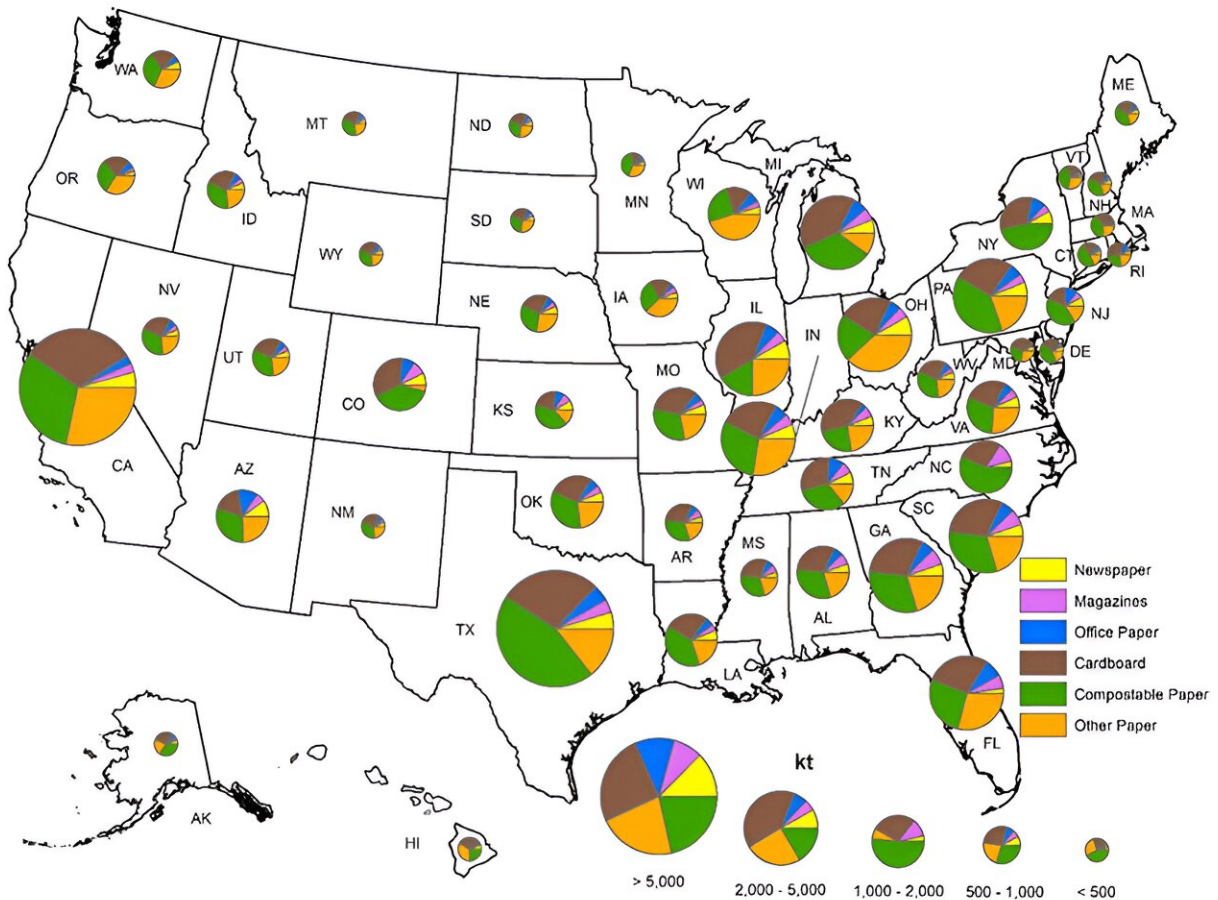 WA
MT
ND
ME
MN
MI
VT
OR
ID
SD
WI
NH
MA
WY
NY
CT
RI
NV
NE
IA
IL
IN
OH
PA
NJ
UT
MO
WV
MD
DE
CO
KS
KY
VA
CA
AZ
TN
NC
NM
OK
AR
MS
GA
SC
AL
TX
LA
FL
AK
HI
Newspaper
Magazines
Office Paper
Cardboard
Compostable Paper
Other Paper
kt
> 5,000
2,000 - 5,000
1,000 - 2,000
500 - 1,000
< 500